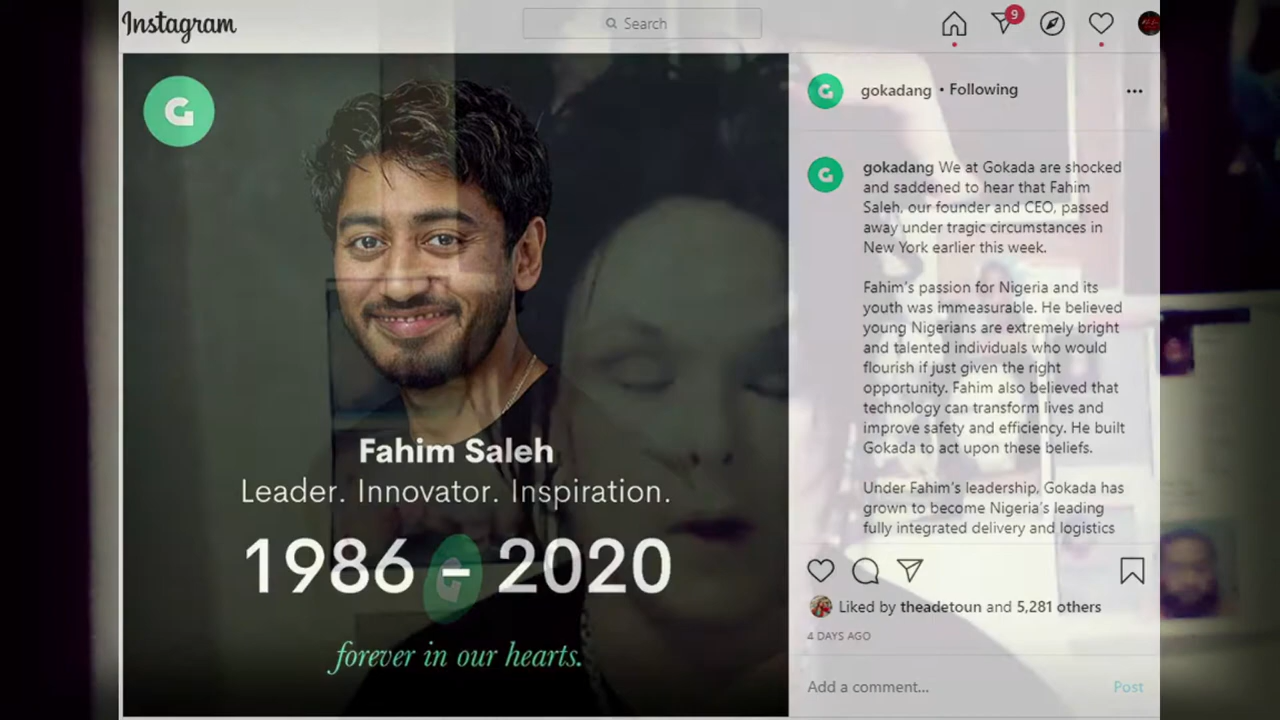 Instagram
Search
9
G
Fahim Saleh
Leader. Innovator. Inspiration.
1986 - 2020
G
forever in our hearts.
G
gokadang • Following
G
gokadang We at Gokada are shocked
and saddened to hear that Fahim
Saleh, our founder and CEO, passed
away under tragic circumstances in
New York earlier this week.
Fahim's passion for Nigeria and its
youth was immeasurable. He believed
young Nigerians are extremely bright
and talented individuals who would
flourish if just given the right
opportunity. Fahim also believed that
technology can transform lives and
improve safety and efficiency. He built
Gokada to act upon these beliefs.
Under Fahim's leadership, Gokada has
grown to become Nigeria's leading
fully integrated delivery and logistics
Liked by theadetoun and 5,281 others
4 DAYS AGO
Add a comment...
Post